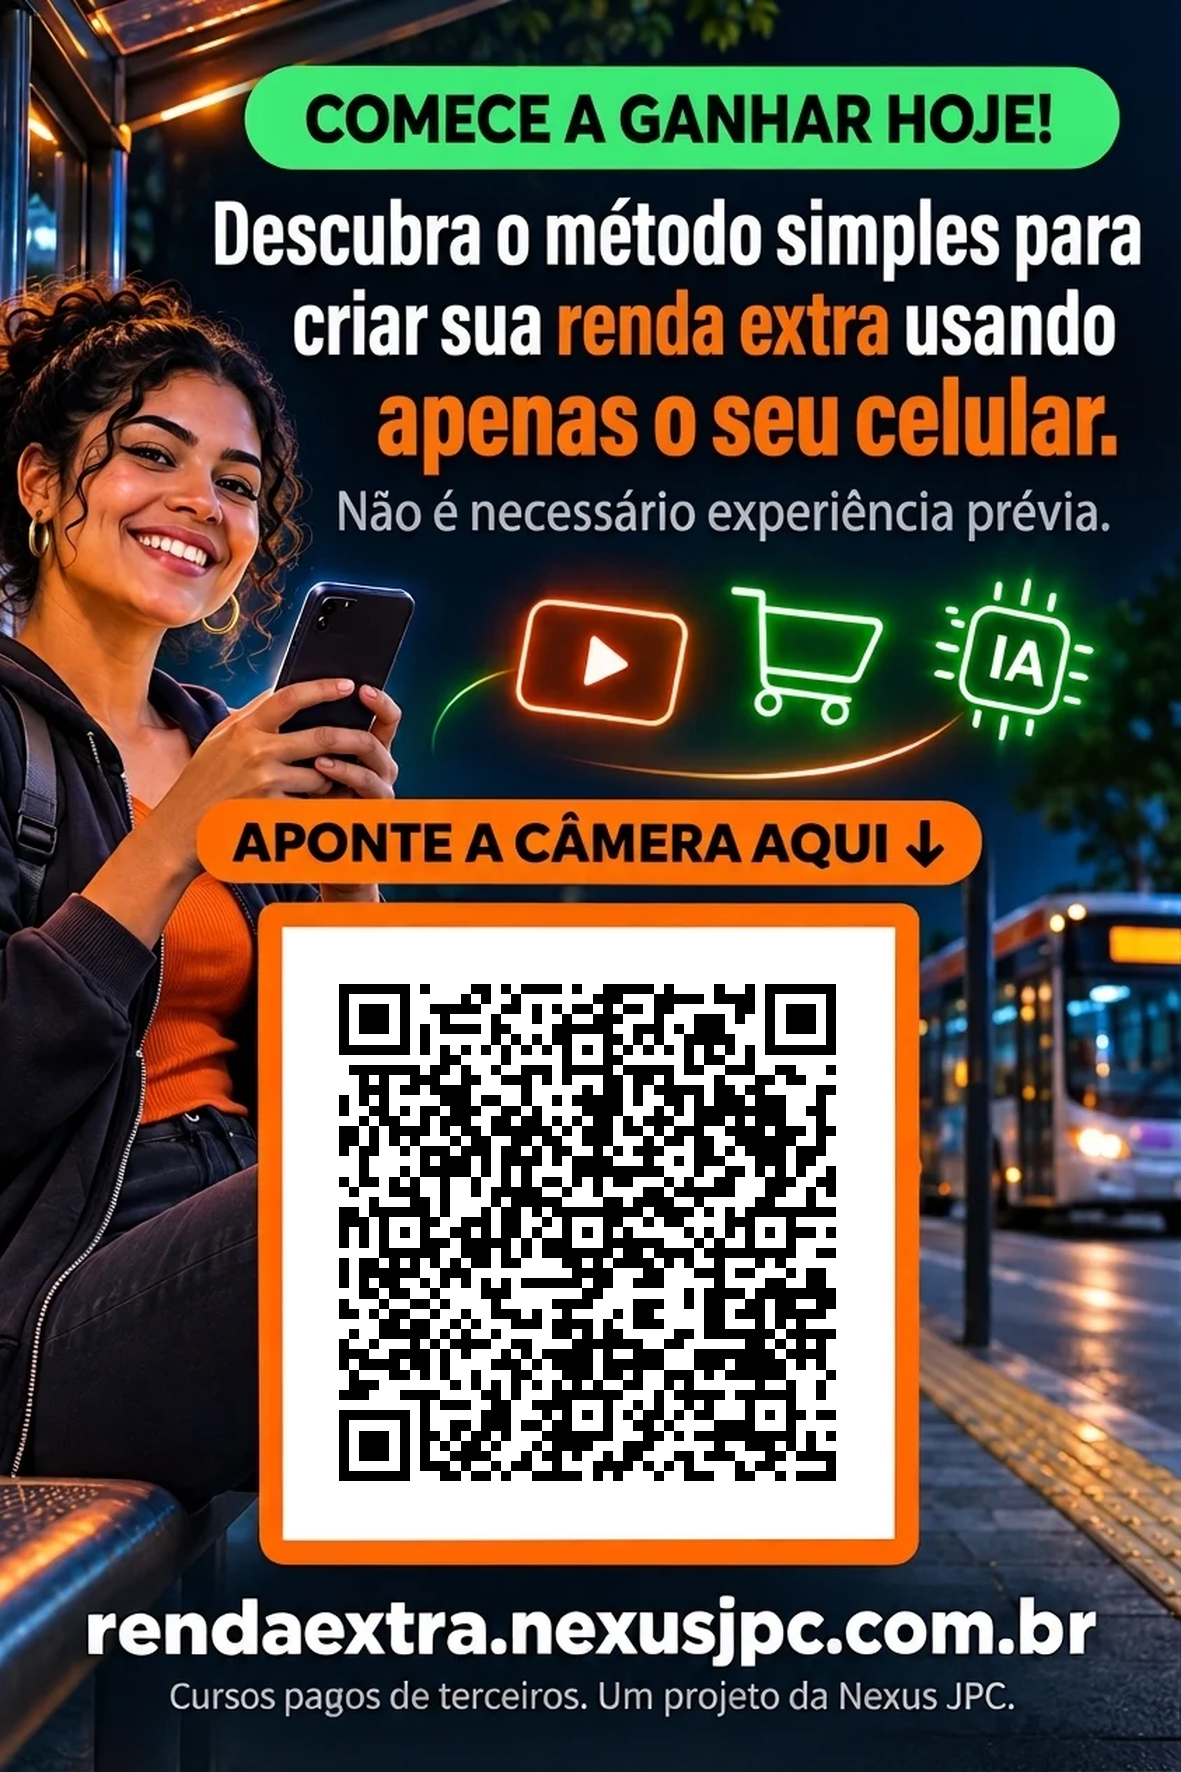 COMECE A GANHAR HOJE!
Descubra o método simples para
criar sua renda extra usando
apenas o seu celular.
Não é necessário experiência prévia.
IA
APONTE A CÂMERA AQUI ↓
rendaextra.nexusjpc.com.br
Cursos pagos de terceiros. Um projeto da Nexus JPC.